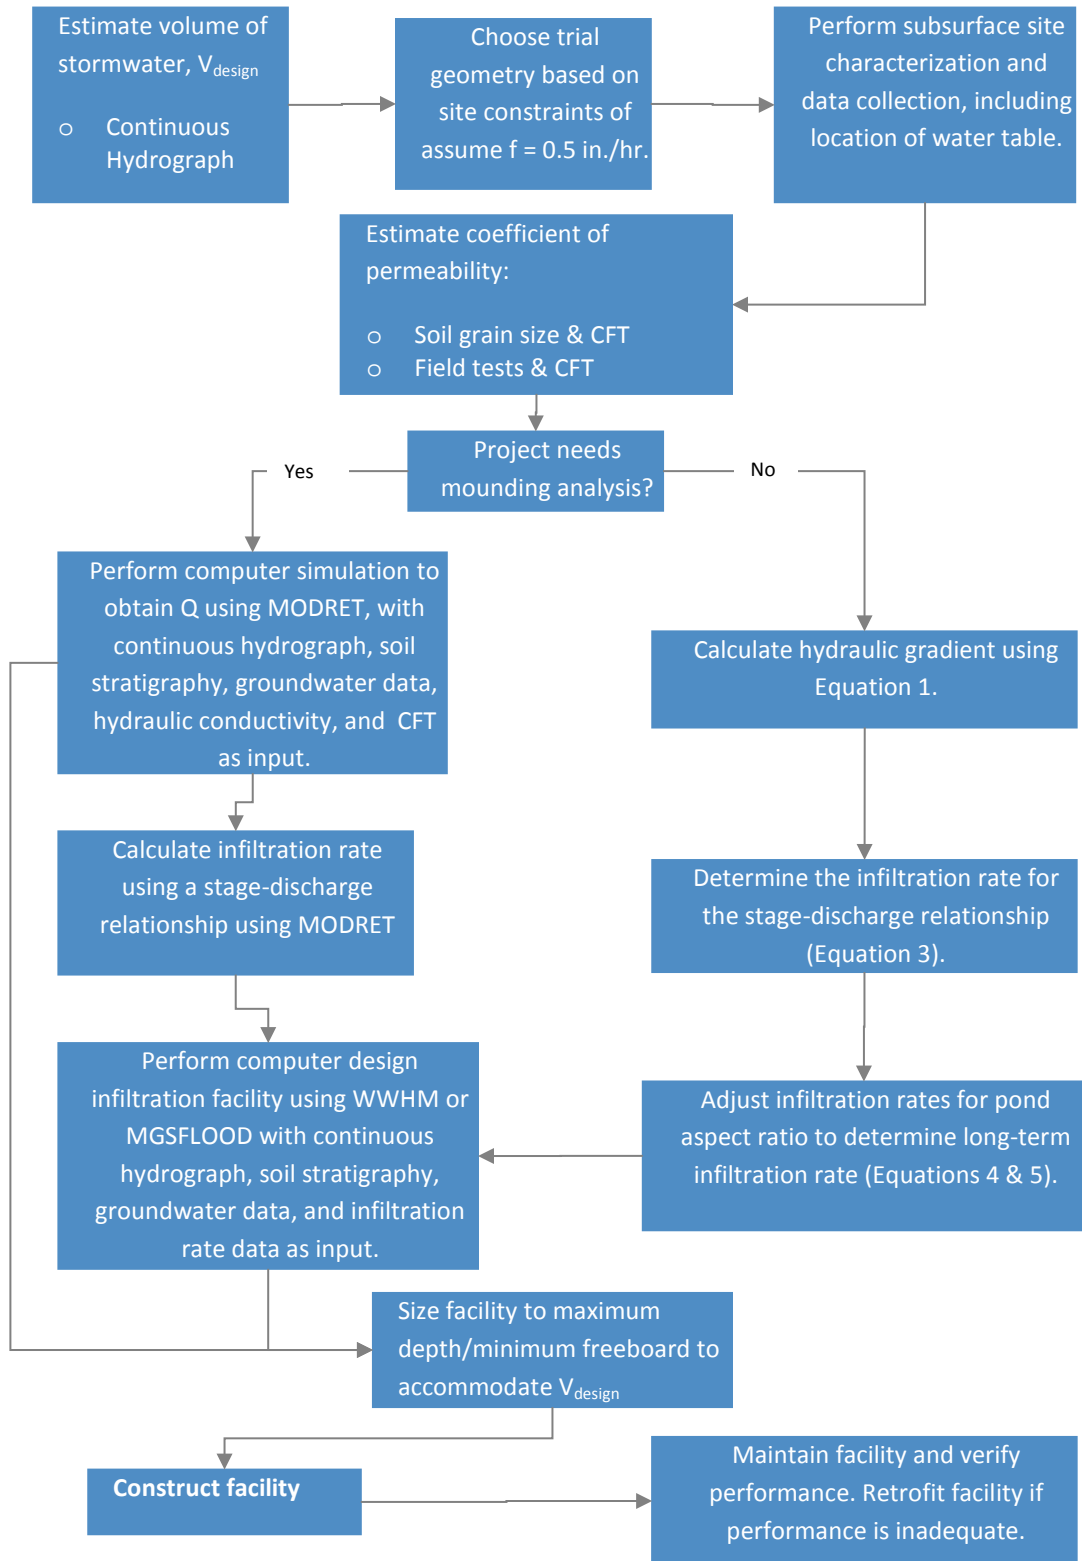 Estimate volume of
stormwater, Vdesign
o Continuous
Hydrograph
Choose trial
geometry based on
site constraints of
assume f = 0.5 in./hr.
Perform subsurface site
characterization and
data collection, including
location of water table.
Estimate coefficient of
permeability:
o Soil grain size & CFT
o Field tests & CFT
Project needs
mounding analysis?
Yes
No
Perform computer simulation to
obtain Q using MODRET, with
continuous hydrograph, soil
stratigraphy, groundwater data,
hydraulic conductivity, and CFT
as input.
Calculate hydraulic gradient using
Equation 1.
Calculate infiltration rate
using a stage-discharge
relationship using MODRET
Determine the infiltration rate for
the stage-discharge relationship
(Equation 3).
Perform computer design
infiltration facility using WWHM or
MGSFLOOD with continuous
hydrograph, soil stratigraphy,
groundwater data, and infiltration
rate data as input.
Adjust infiltration rates for pond
aspect ratio to determine long-term
infiltration rate (Equations 4 & 5).
Size facility to maximum
depth/minimum freeboard to
accommodate Vdesign
Construct facility
Maintain facility and verify
performance. Retrofit facility if
performance is inadequate.